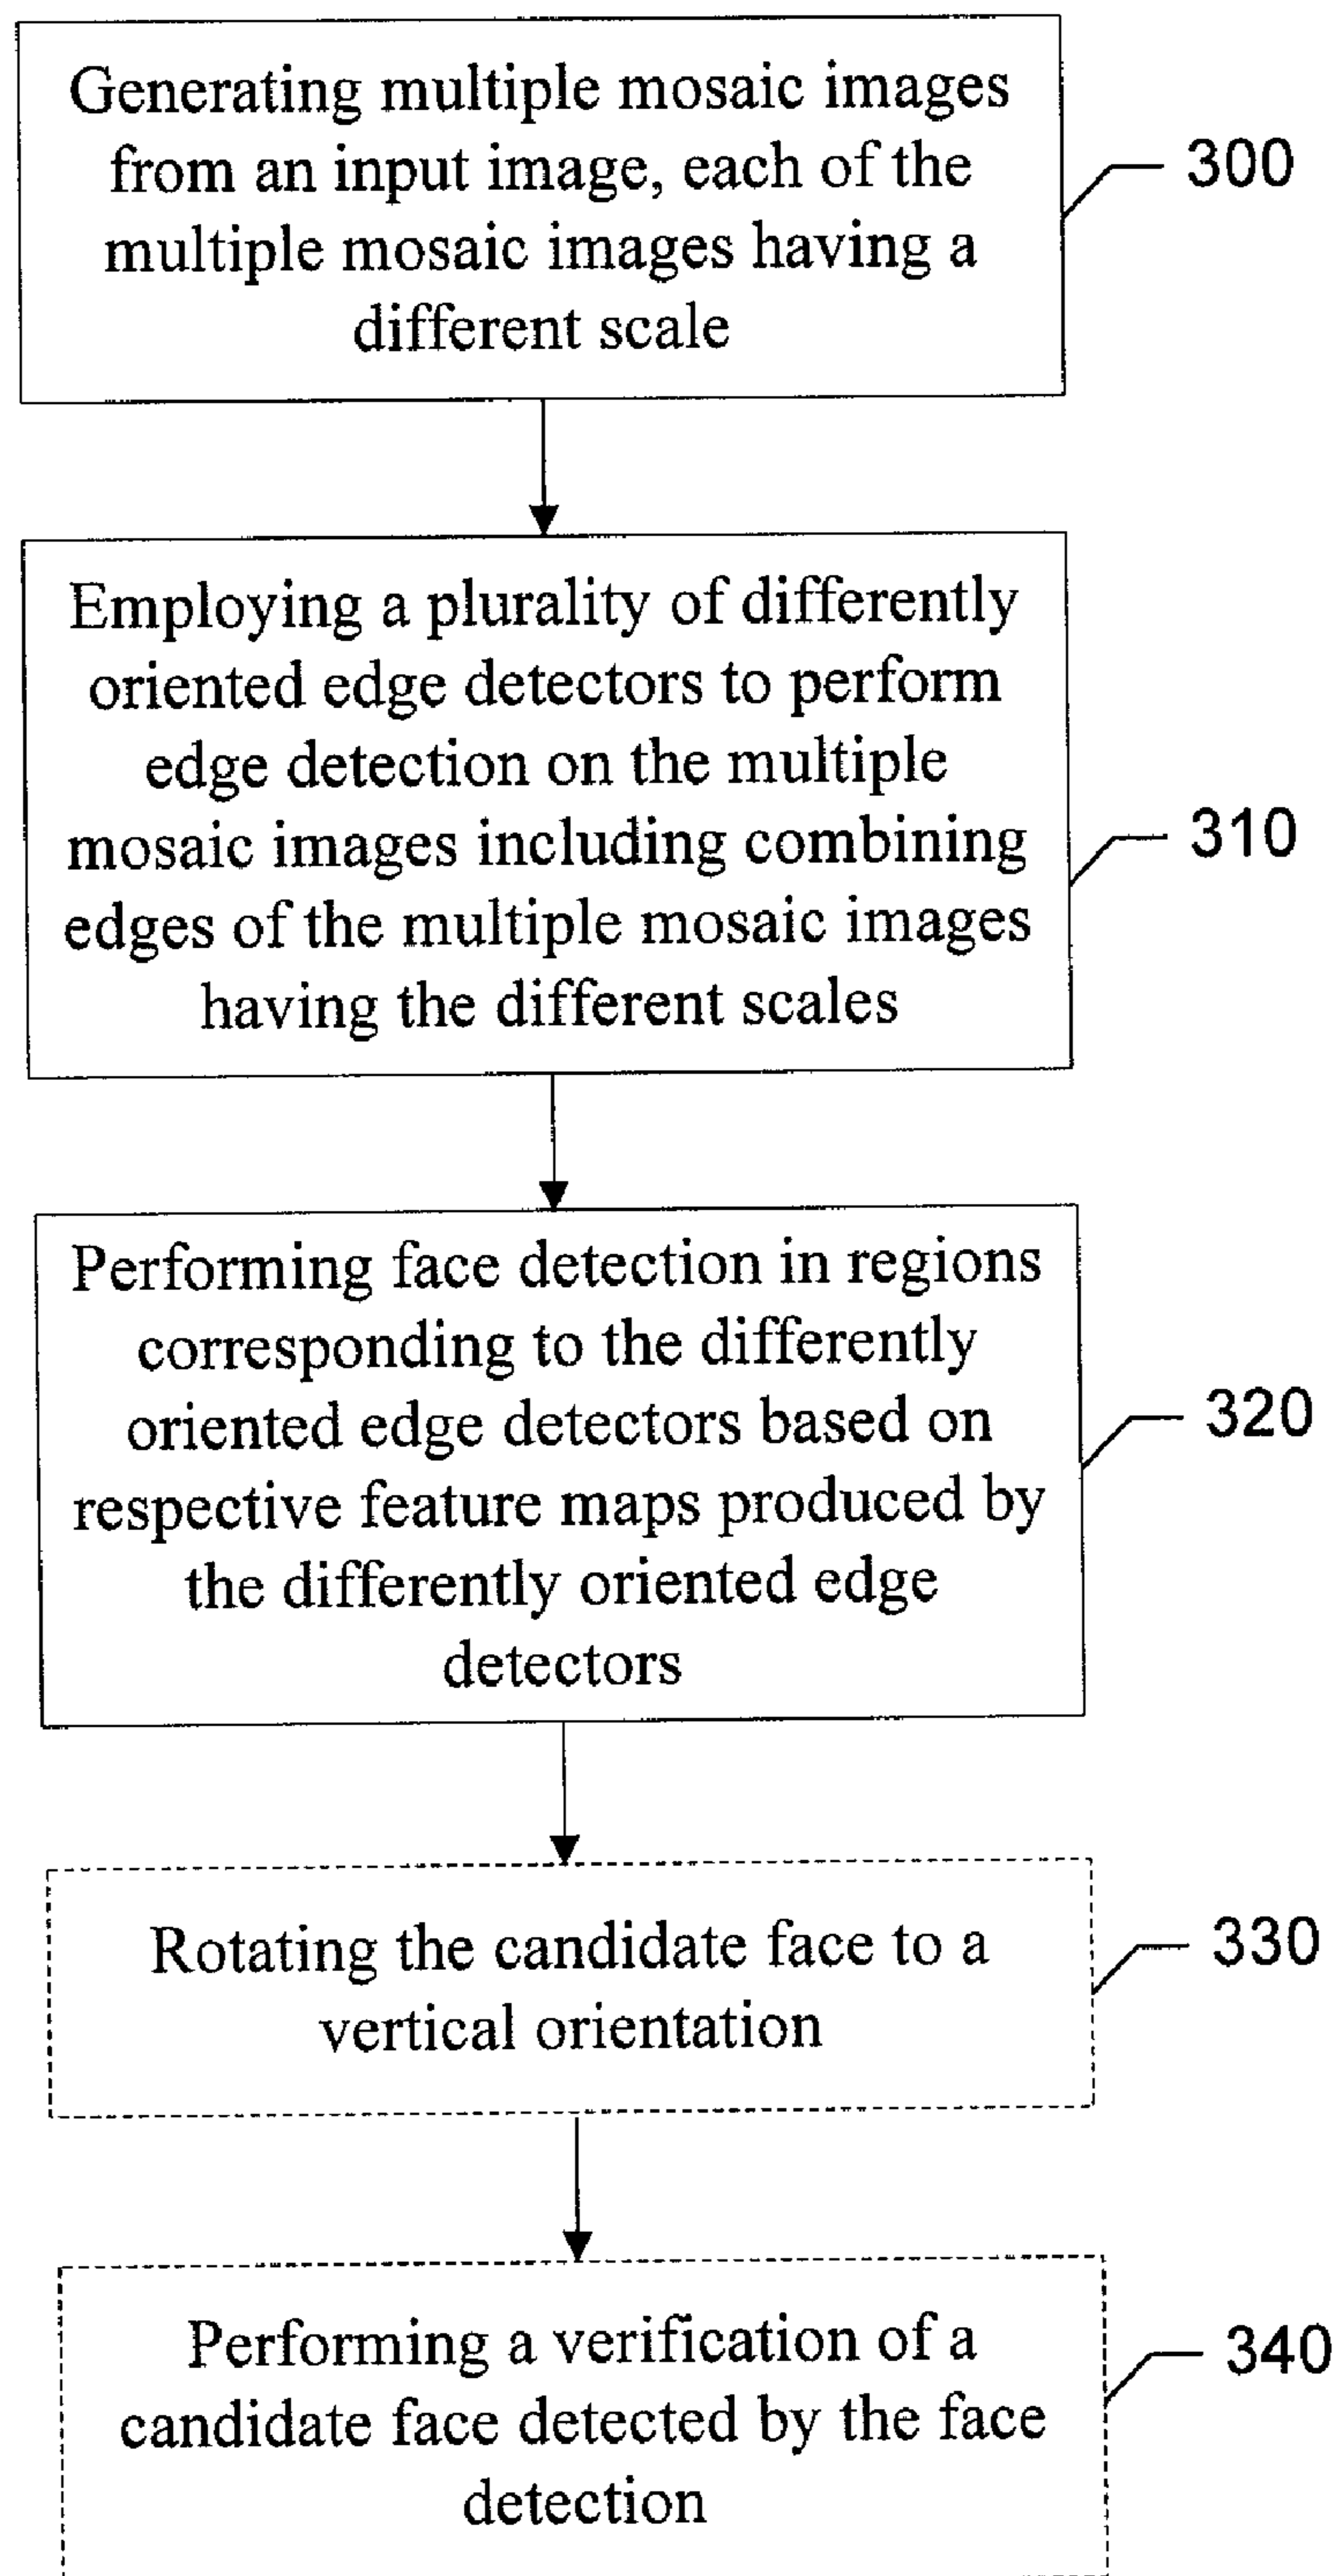 Generating multiple mosaic images
from an input image, each of the
multiple mosaic images having a
different scale
300
Employing a plurality of differently
oriented edge detectors to perform
edge detection on the multiple
mosaic images including combining
edges of the multiple mosaic images
having the different scales
310
Performing face detection in regions
corresponding to the differently
oriented edge detectors based on
respective feature maps produced by
the differently oriented edge
detectors
320
Rotating the candidate face to a
vertical orientation
330
Performing a verification of a
candidate face detected by the face
detection
340